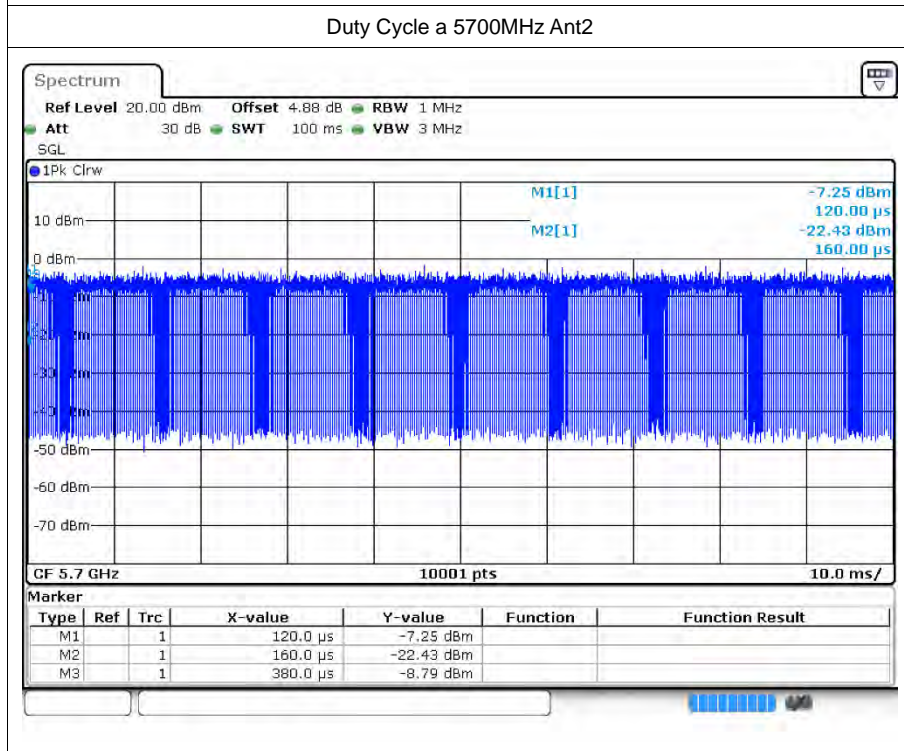 Duty Cycle a 5700MHz Ant2
Spectrum
Ref Level 20.00 dBm Offset 4.88 dB RBW 1 MHz
Att 30 dB SWT 100 ms VBW 3 MHz
SGL
1Pk Clrw
M1[1] -7.25 dBm
120.00 µs
10 dBm
M2[1] -22.43 dBm
160.00 µs
0 dBm
-50 dBm
-60 dBm
-70 dBm
CF 5.7 GHz 10001 pts 10.0 ms/
Marker
Type Ref Trc X-value Y-value Function Function Result
M1 1 120.0 µs -7.25 dBm
M2 1 160.0 µs -22.43 dBm
M3 1 380.0 µs -8.79 dBm